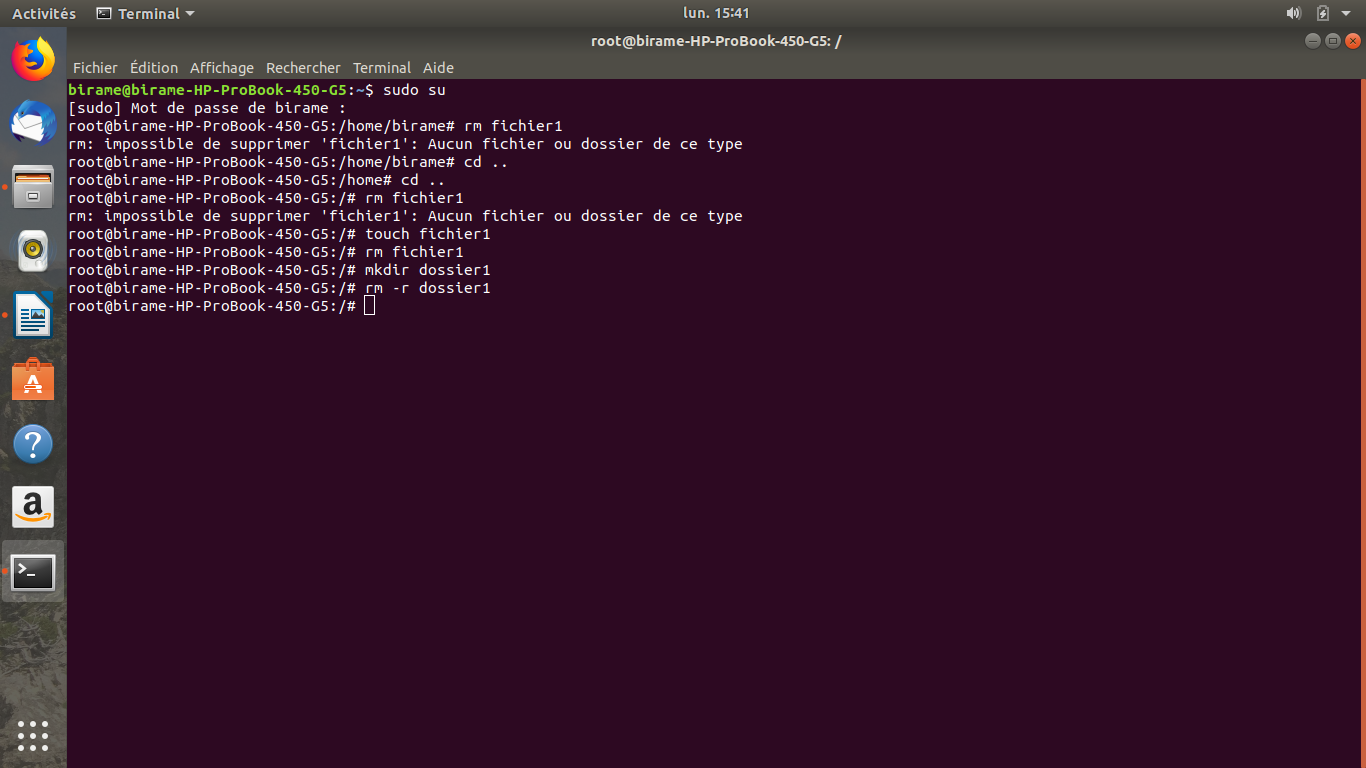 Activités Terminal lun. 15:41
root@birame-HP-ProBook-450-G5: /
Fichier Édition Affichage Rechercher Terminal Aide
birame@birame-HP-ProBook-450-G5:~$ sudo su
[sudo] Mot de passe de birame :
root@birame-HP-ProBook-450-G5:/home/birame# rm fichier1
rm: impossible de supprimer 'fichier1': Aucun fichier ou dossier de ce type
root@birame-HP-ProBook-450-G5:/home/birame# cd ..
root@birame-HP-ProBook-450-G5:/home# cd ..
root@birame-HP-ProBook-450-G5:/# rm fichier1
rm: impossible de supprimer 'fichier1': Aucun fichier ou dossier de ce type
root@birame-HP-ProBook-450-G5:/# touch fichier1
root@birame-HP-ProBook-450-G5:/# rm fichier1
root@birame-HP-ProBook-450-G5:/# mkdir dossier1
root@birame-HP-ProBook-450-G5:/# rm -r dossier1
root@birame-HP-ProBook-450-G5:/#